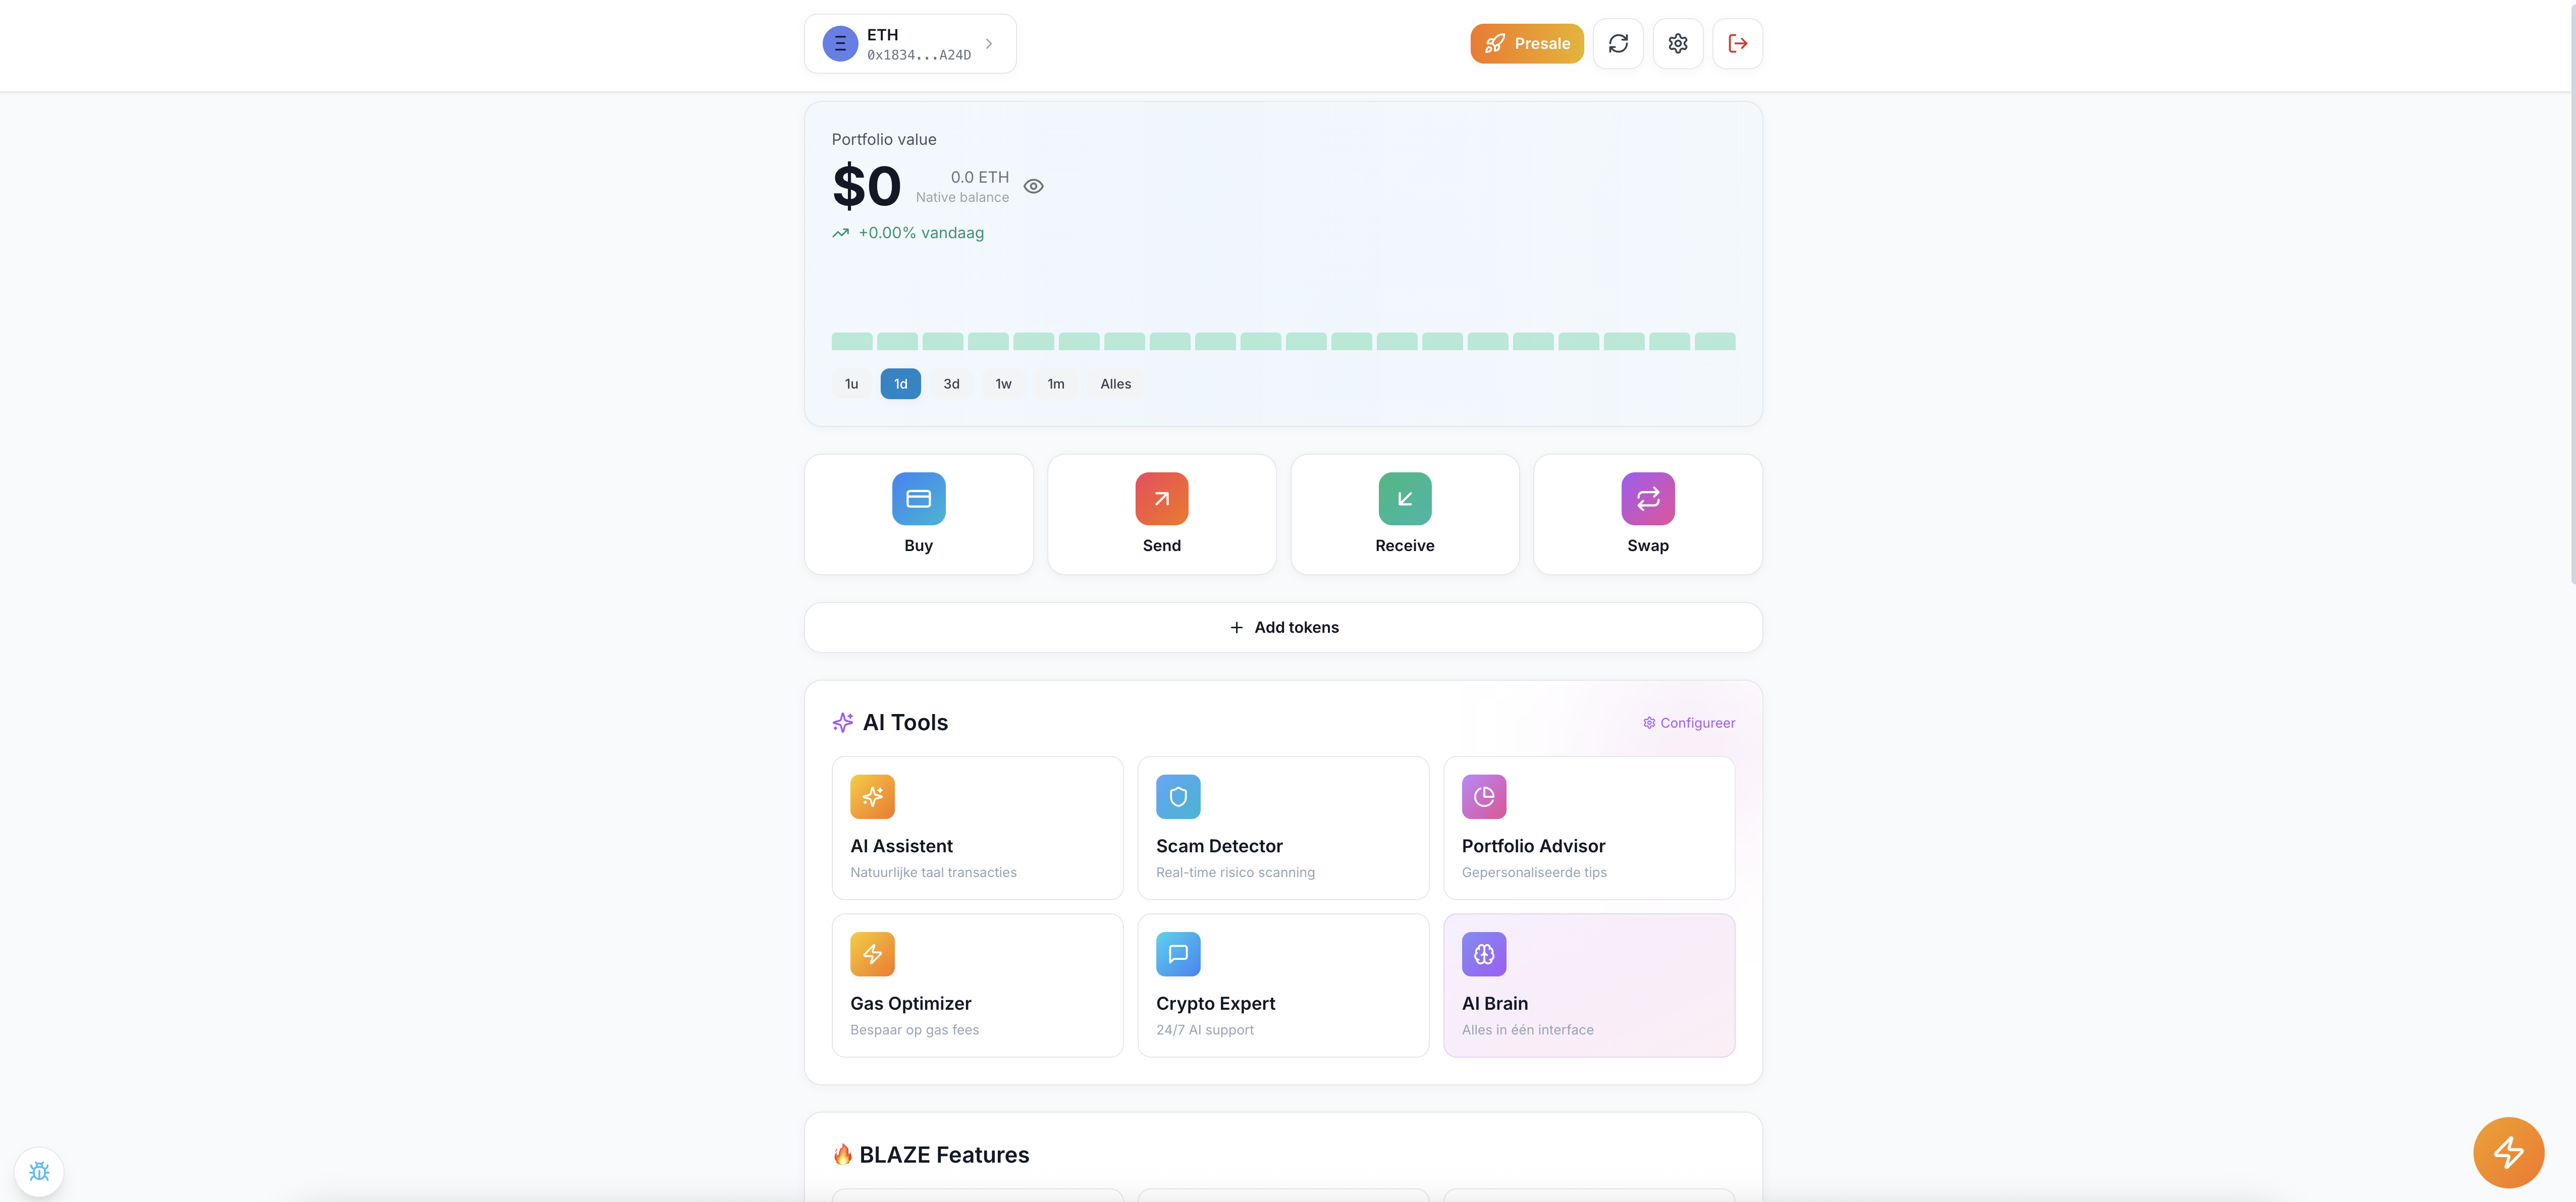 ETH
0x1834...A24D
Presale
Portfolio value
$0
0.0 ETH
Native balance
+0.00% vandaag
1u
1d
3d
1w
1m
Alles
Buy
Send
Receive
Swap
Add tokens
AI Tools
Configureer
AI Assistent
Natuurlijke taal transacties
Scam Detector
Real-time risico scanning
Portfolio Advisor
Gepersonaliseerde tips
Gas Optimizer
Bespaar op gas fees
Crypto Expert
24/7 AI support
AI Brain
Alles in één interface
🔥 BLAZE Features